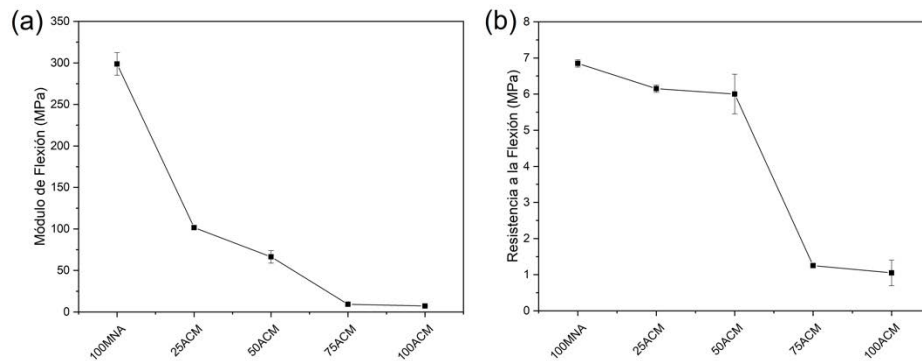 (a)
Módulo de Flexión (MPa)
350
300
250
200
150
100
50
0
100MNA
25ACM
50ACM
75ACM
100ACM
(b)
Resistencia a la Flexión (MPa)
8
7
6
5
4
3
2
1
0
100MNA
25ACM
50ACM
75ACM
100ACM